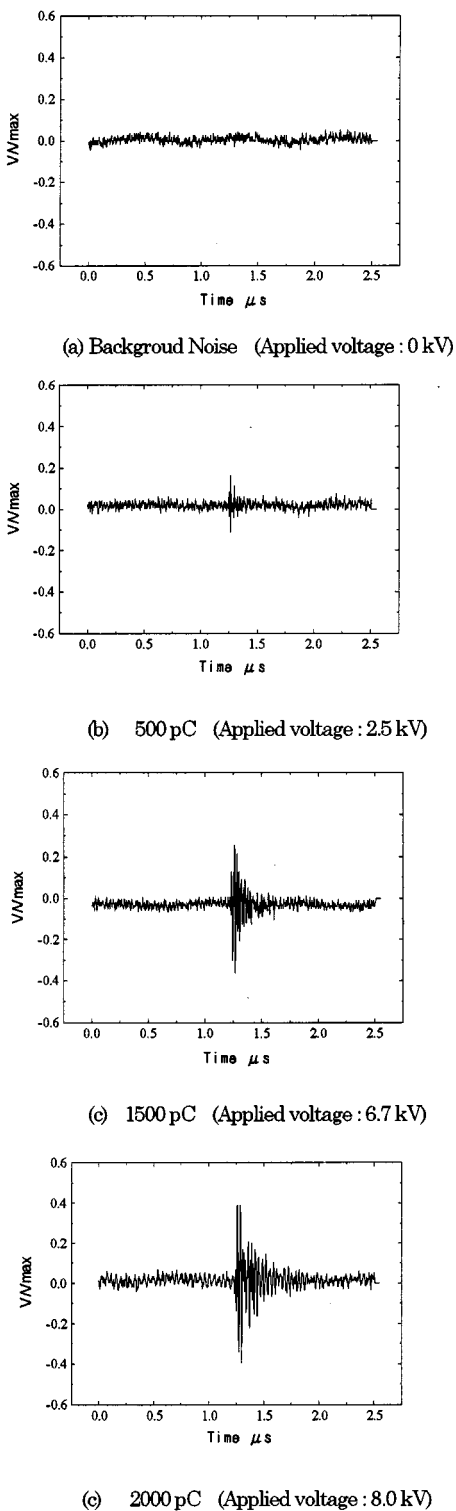 0.6
0.4
0.2
0.0
-0.2
-0.4
-0.6
V/Vmax
0.0 0.5 1.0 1.5 2.0 2.5
Time μs
(a) Backgroud Noise (Applied voltage : 0 kV)
0.6
0.4
0.2
0.0
-0.2
-0.4
-0.6
V/Vmax
0.0 0.5 1.0 1.5 2.0 2.5
Time μs
(b) 500 pC (Applied voltage : 2.5 kV)
0.6
0.4
0.2
0.0
-0.2
-0.4
-0.6
V/Vmax
0.0 0.5 1.0 1.5 2.0 2.5
Time μs
(c) 1500 pC (Applied voltage : 6.7 kV)
0.6
0.4
0.2
0.0
-0.2
-0.4
-0.6
V/Vmax
0.0 0.5 1.0 1.5 2.0 2.5
Time μs
(c) 2000 pC (Applied voltage : 8.0 kV)